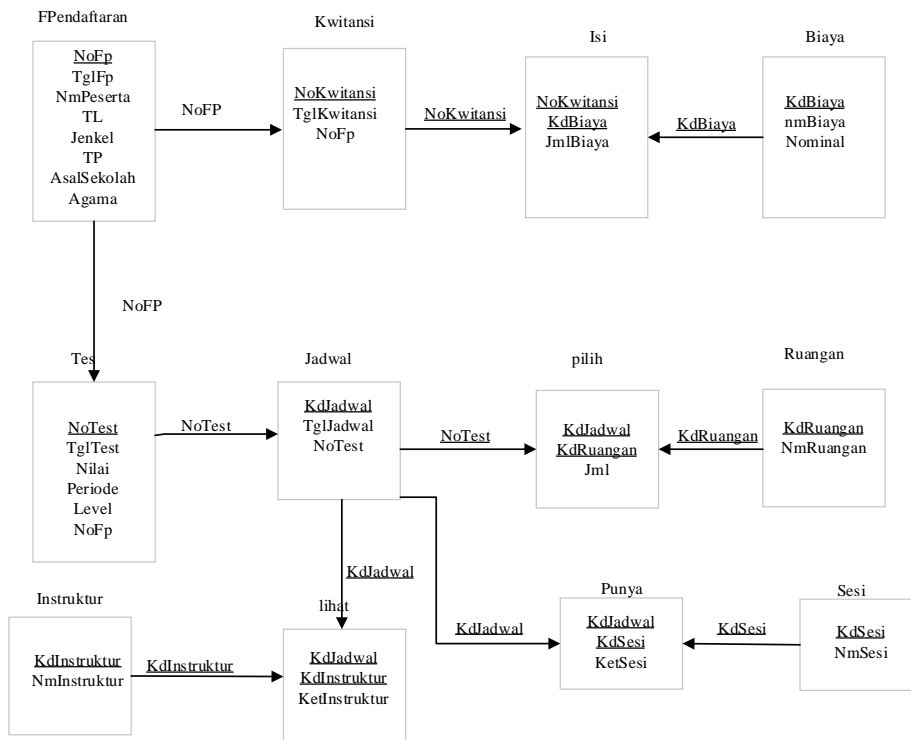 FPendaftaran
NoFp
TglFp
NmPeserta
TL
Jenkel
TP
AsalSekolah
Agama
NoFP
Kwitansi
NoKwitansi
TglKwitansi
NoFp
NoKwitansi
Isi
NoKwitansi
KdBiaya
JmlBiaya
KdBiaya
Biaya
KdBiaya
nmBiaya
Nominal
NoFP
Tes
NoTest
TglTest
Nilai
Periode
Level
NoFp
NoTest
Jadwal
KdJadwal
TglJadwal
NoTest
NoTest
pilih
KdJadwal
KdRuangan
Jml
KdRuangan
Ruangan
KdRuangan
NmRuangan
KdJadwal
Instruktur
KdInstruktur
NmInstruktur
KdInstruktur
lihat
KdJadwal
KdInstruktur
KetInstruktur
KdJadwal
Punya
KdJadwal
KdSesi
KetSesi
KdSesi
Sesi
KdSesi
NmSesi